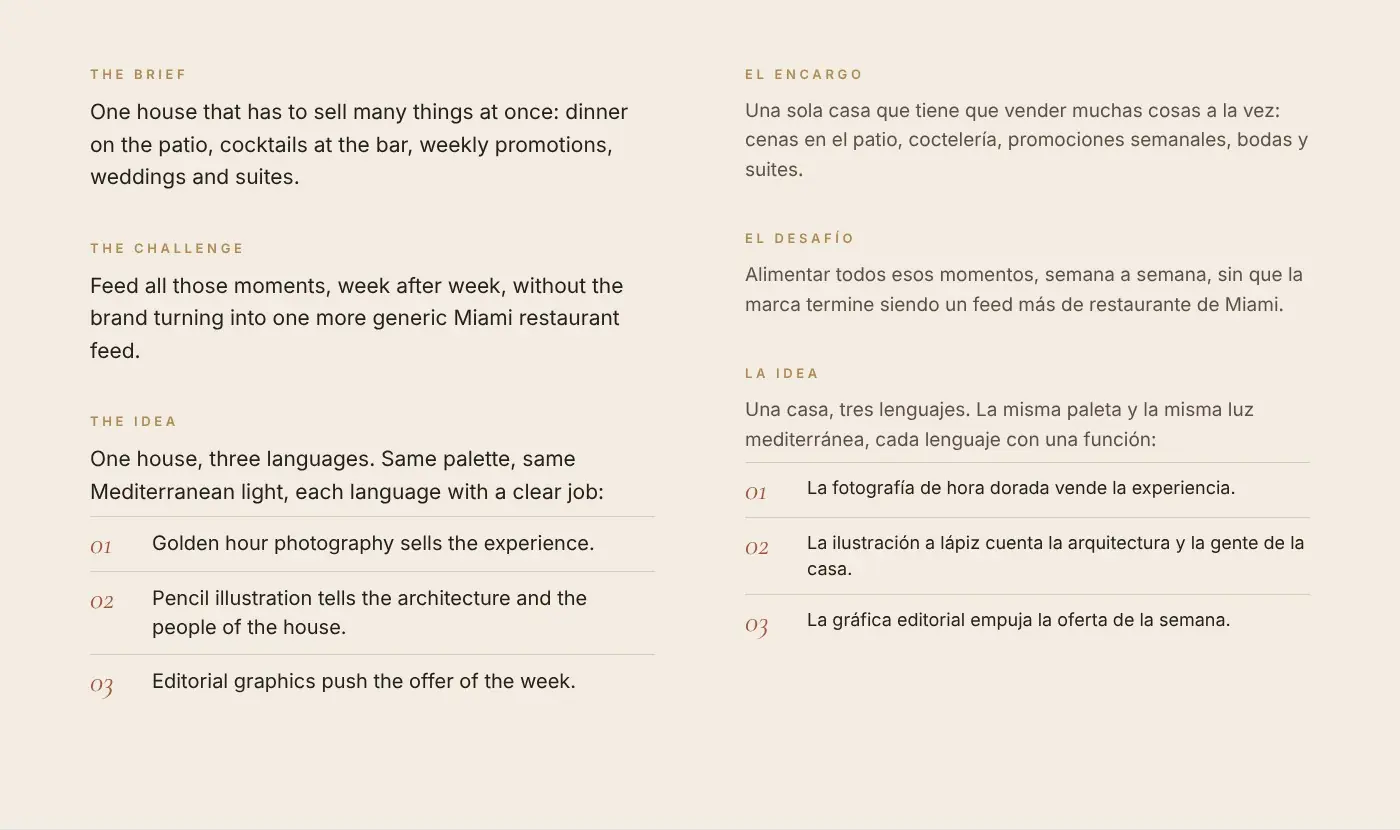 THE BRIEF
One house that has to sell many things at once: dinner
on the patio, cocktails at the bar, weekly promotions,
weddings and suites.
THE CHALLENGE
Feed all those moments, week after week, without the
brand turning into one more generic Miami restaurant
feed.
THE IDEA
One house, three languages. Same palette, same
Mediterranean light, each language with a clear job:
01 Golden hour photography sells the experience.
02 Pencil illustration tells the architecture and the
people of the house.
03 Editorial graphics push the offer of the week.
EL ENCARGO
Una sola casa que tiene que vender muchas cosas a la vez:
cenas en el patio, coctelería, promociones semanales, bodas y
suites.
EL DESAFÍO
Alimentar todos esos momentos, semana a semana, sin que la
marca termine siendo un feed más de restaurante de Miami.
LA IDEA
Una casa, tres lenguajes. La misma paleta y la misma luz
mediterránea, cada lenguaje con una función:
01 La fotografía de hora dorada vende la experiencia.
02 La ilustración a lápiz cuenta la arquitectura y la gente de la
casa.
03 La gráfica editorial empuja la oferta de la semana.